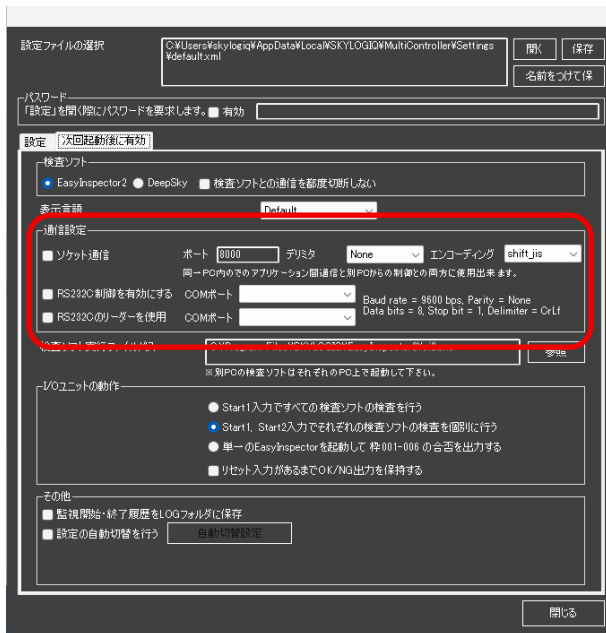 設定ファイルの選択
C:¥Users¥skylogiq¥AppData¥Local¥SKYLOGIQ¥MultiController¥Settings
¥default.xml
開く
保存
名前をつけて保
パスワード
「設定」を開く際にパスワードを要求します。 有効
設定 次回起動後に有効
検査ソフト
EasyInspector2 DeepSky 検査ソフトとの通信を都度切断しない
表示言語 Default
通信設定
ソケット通信 ポート 8000 デリミタ None エンコーディング shift_jis
同一PC内のでのアプリケーション間通信と別PCからの制御との両方に使用出来ます。
RS232C制御を有効にする COMポート
RS232Cのリーダーを使用 COMポート
Baud rate = 9600 bps, Parity = None
Data bits = 8, Stop bit = 1, Delimiter = CrLf
参照
※別PCの検査ソフトはそれぞれのPC上で起動して下さい。
I/Oユニットの動作
Start1入力ですべての検査ソフトの検査を行う
Start1, Start2入力でそれぞれの検査ソフトの検査を個別に行う
単一のEasyInspectorを起動して 枠001-006 の合否を出力する
リセット入力があるまでOK/NG出力を保持する
その他
監視開始・終了履歴をLOGフォルダに保存
設定の自動切替を行う 自動切替設定
閉じる